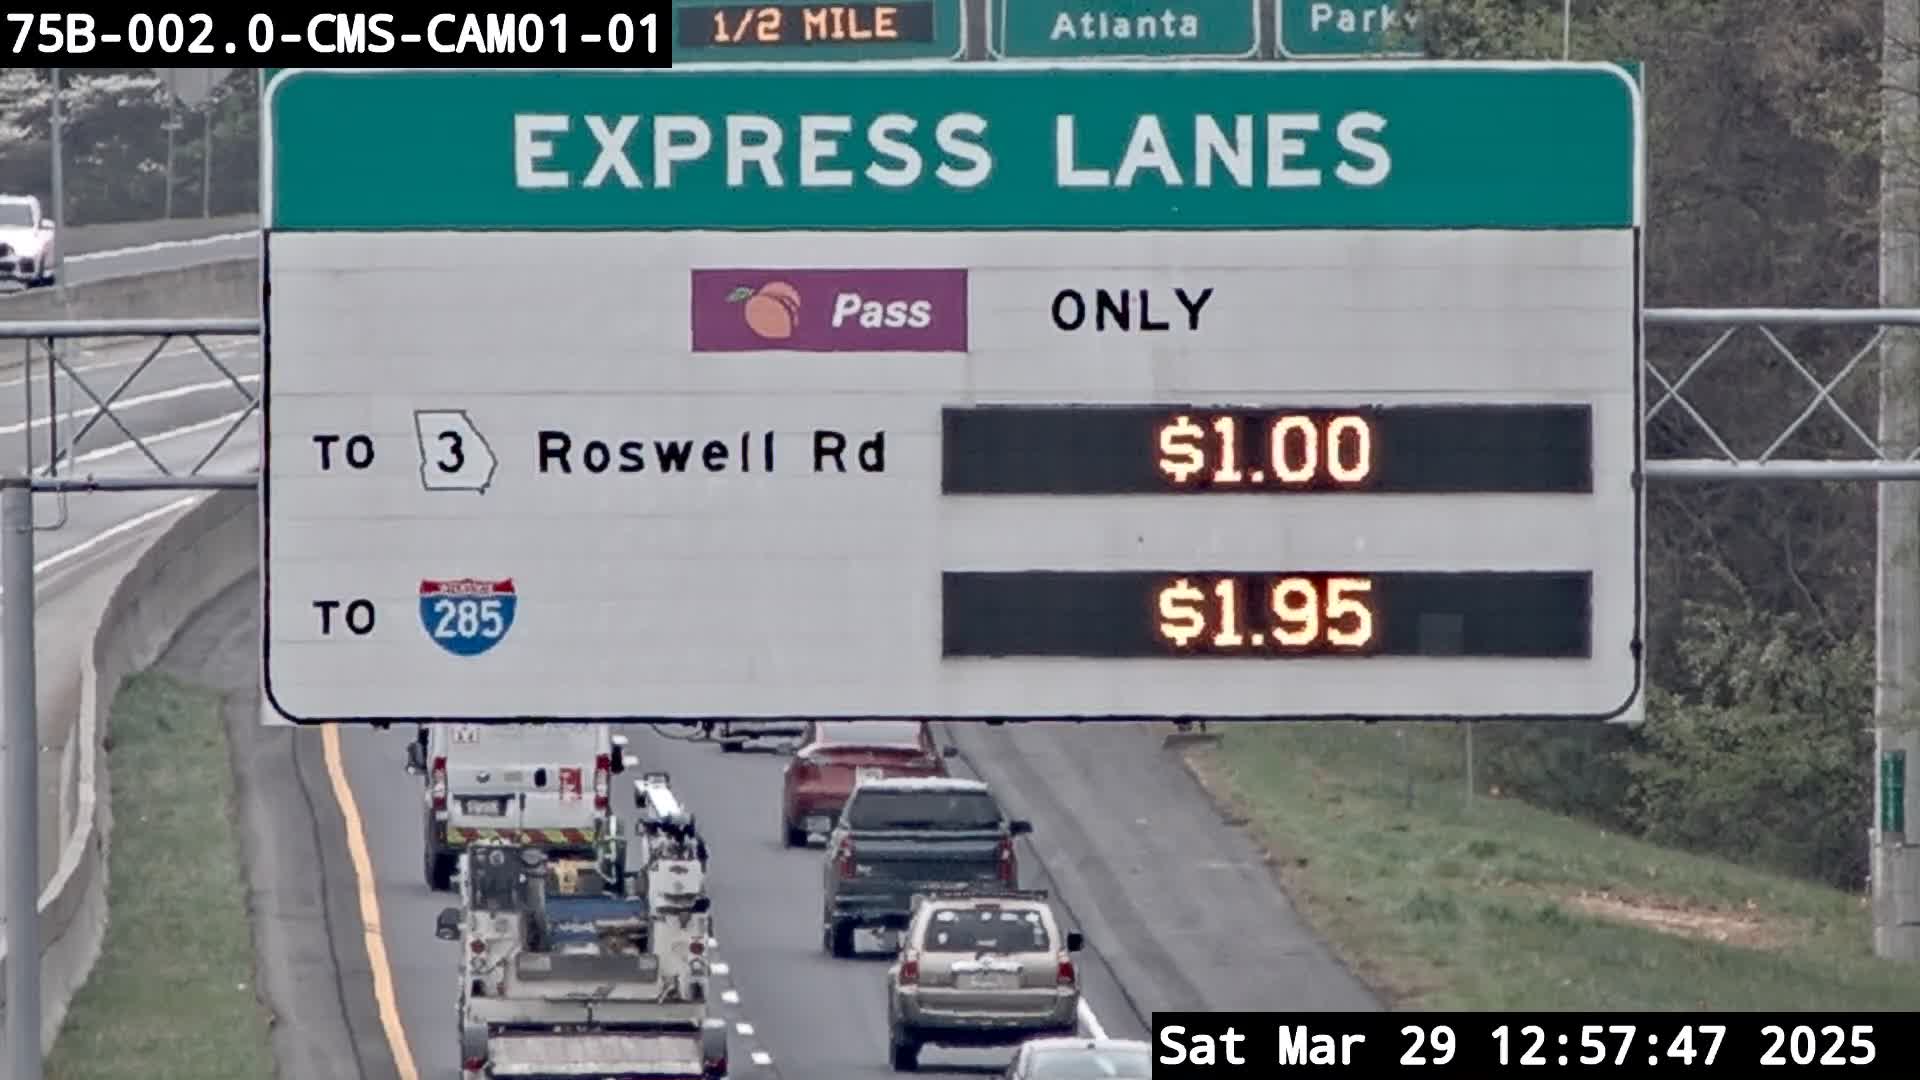 75B-002.0-CMS-CAM01-01
1/2 MILE
Atlanta
EXPRESS LANES
Pass ONLY
TO 3 Roswell Rd $1.00
TO 285 $1.95
Sat Mar 29 12:57:47 2025